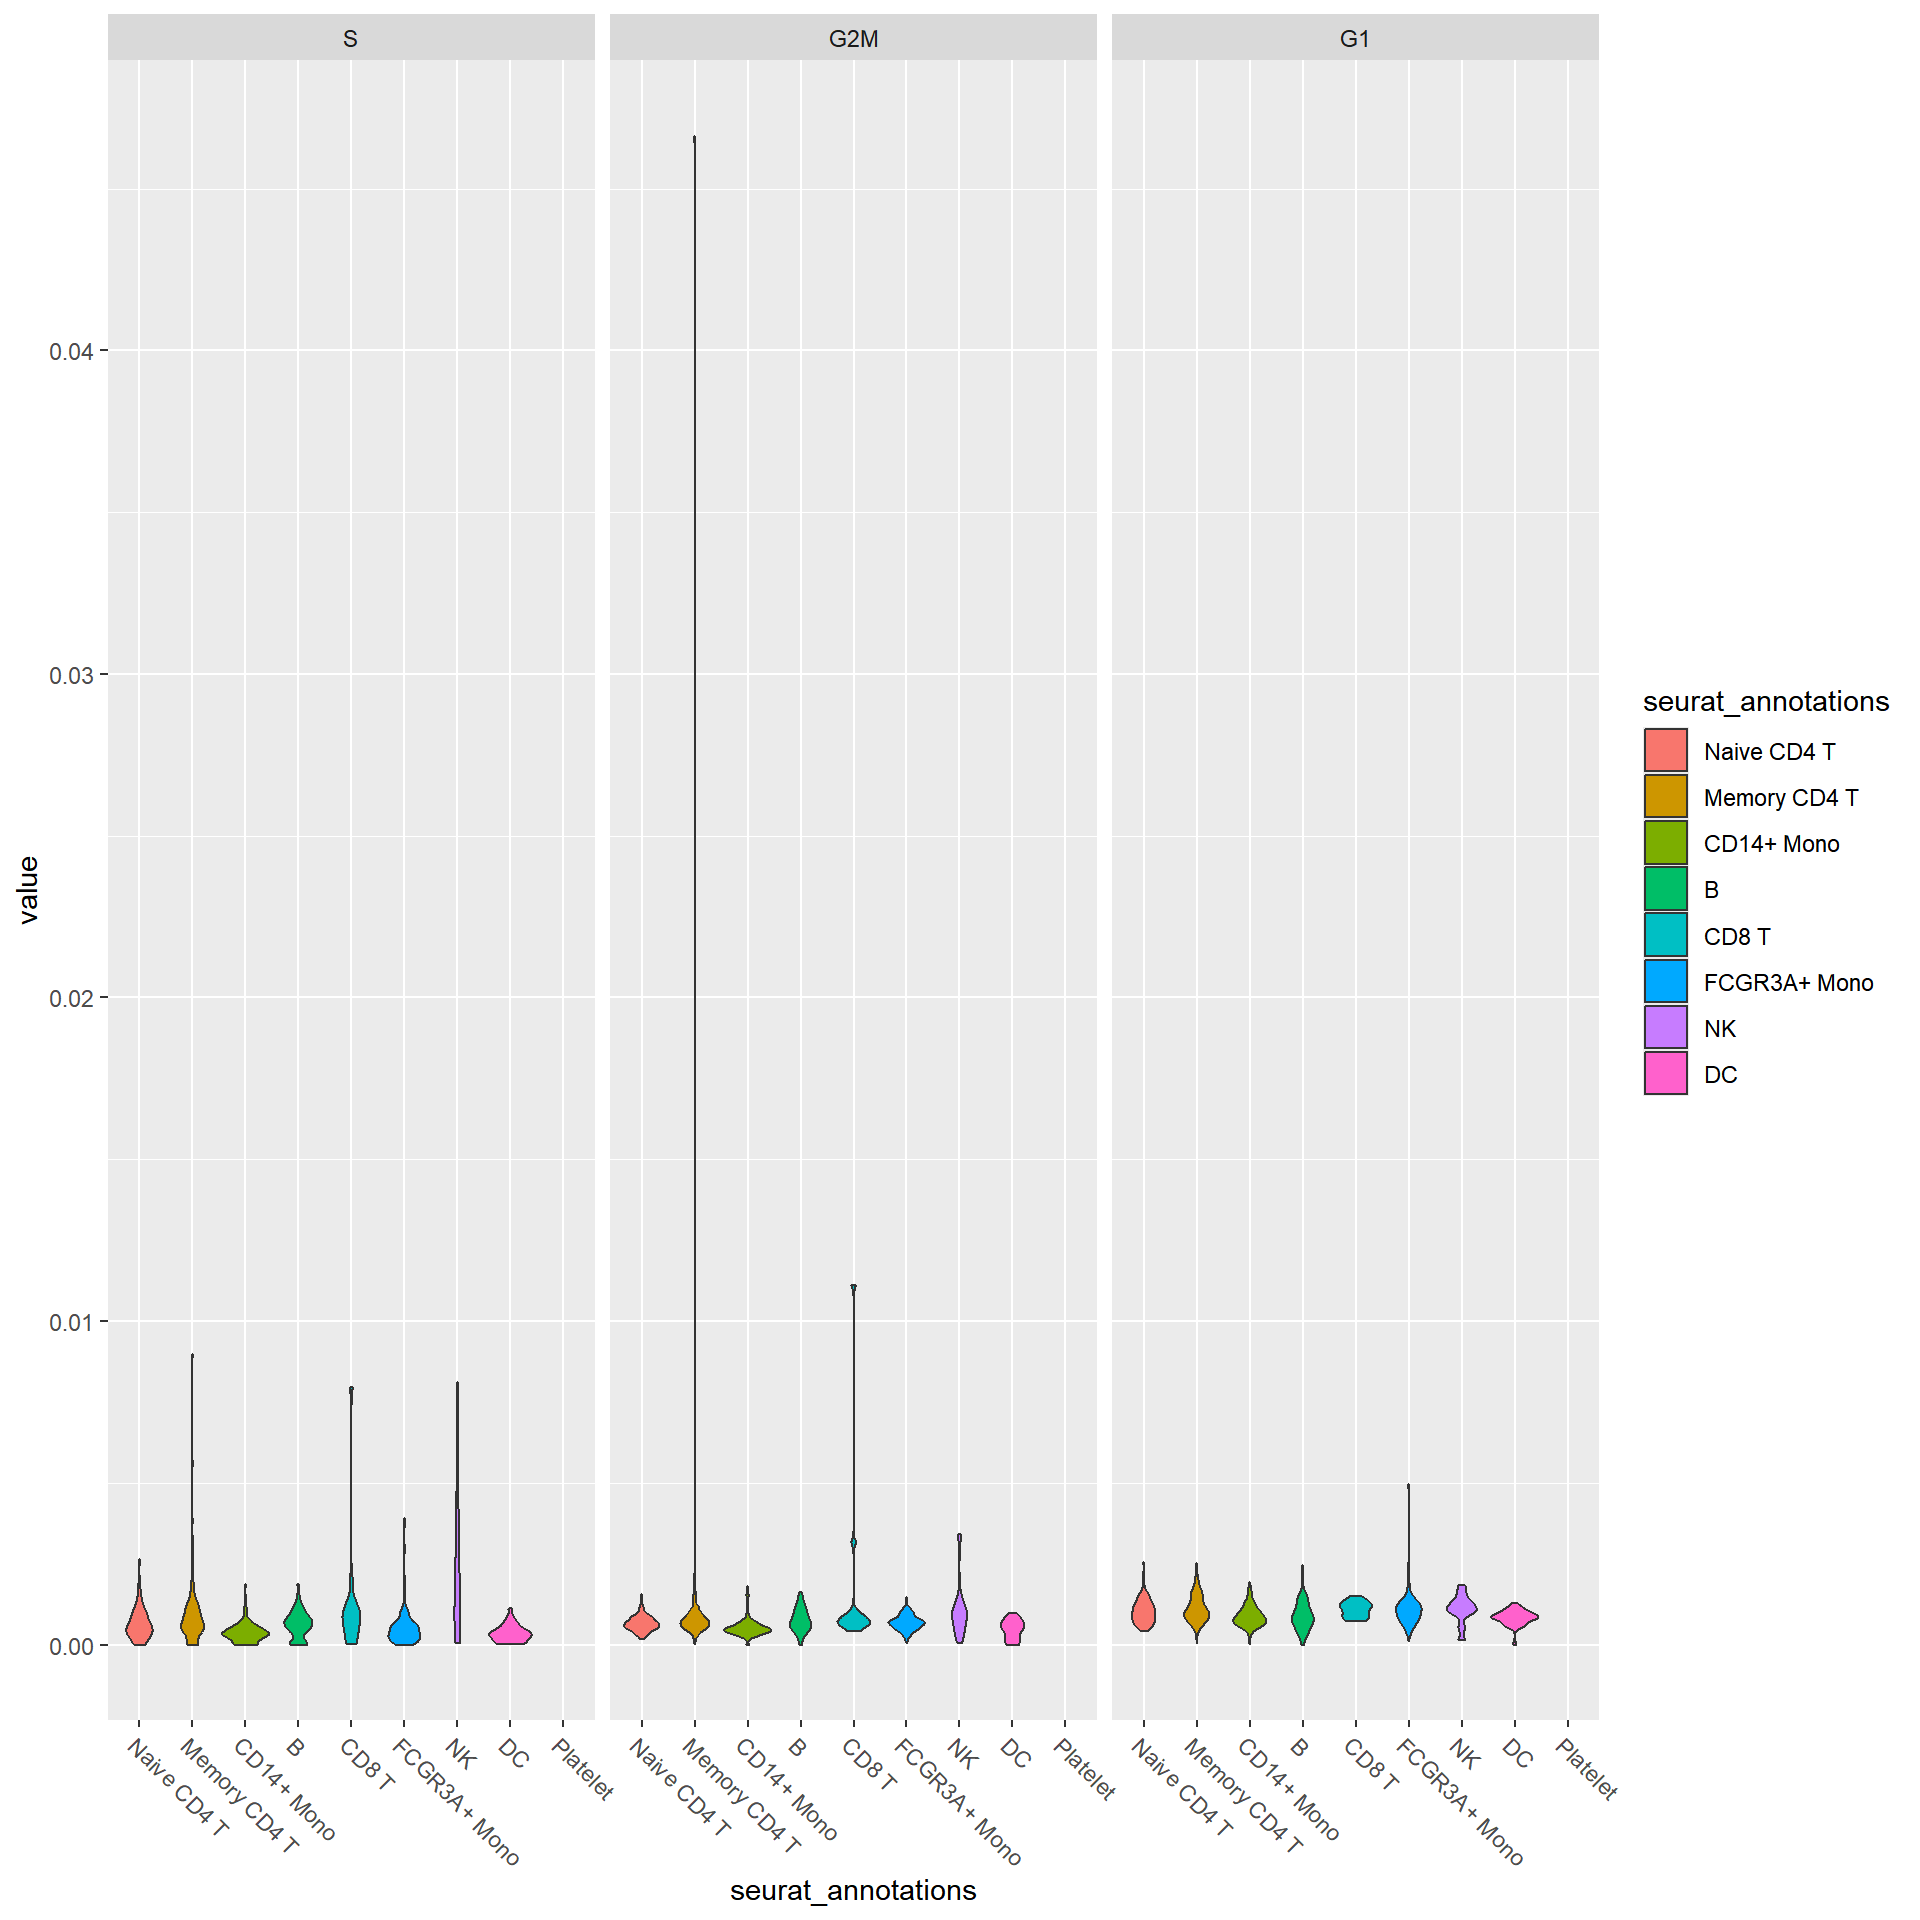 S
G2M
G1
value
0.04
0.03
0.02
0.01
0.00
Naive CD4 T
Memory CD4 T
CD14+ Mono
B
CD8 T
FCGR3A+ Mono
NK
DC
Platelet
Naive CD4 T
Memory CD4 T
CD14+ Mono
B
CD8 T
FCGR3A+ Mono
NK
DC
Platelet
Naive CD4 T
Memory CD4 T
CD14+ Mono
B
CD8 T
FCGR3A+ Mono
NK
DC
Platelet
seurat_annotations
seurat_annotations
Naive CD4 T
Memory CD4 T
CD14+ Mono
B
CD8 T
FCGR3A+ Mono
NK
DC